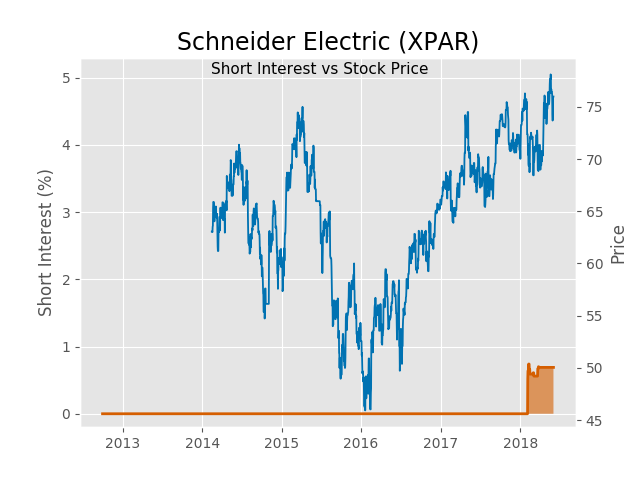 Schneider Electric (XPAR)
Short Interest vs Stock Price
Short Interest (%)
5
4
3
2
1
0
75
70
65
60
55
50
45
Price
2013 2014 2015 2016 2017 2018